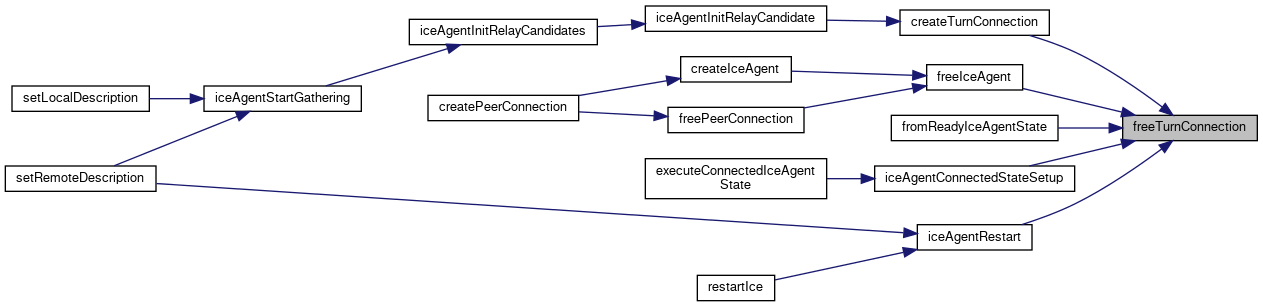 iceAgentInitRelayCandidates
iceAgentInitRelayCandidate
createTurnConnection
setLocalDescription
iceAgentStartGathering
createPeerConnection
createIceAgent
freePeerConnection
freeIceAgent
fromReadyIceAgentState
freeTurnConnection
setRemoteDescription
executeConnectedIceAgent
State
iceAgentConnectedStateSetup
iceAgentRestart
restartIce